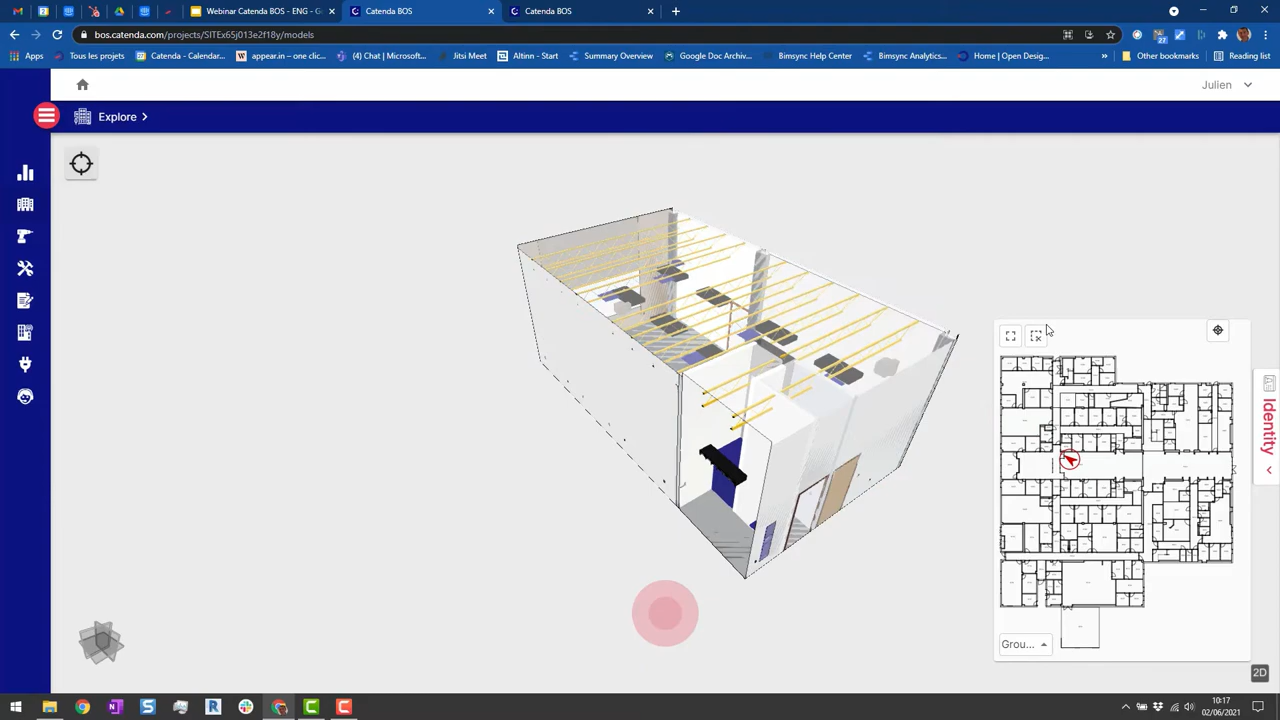 Webinar Catenda BOS - ENG - G
Catenda BOS
Catenda BOS
bos.catenda.com/projects/SITEx65j013e2f18y/models
Apps
Tous les projets
Catenda - Calendar...
appear.in – one clic...
(4) Chat | Microsoft...
Jitsi Meet
Altinn - Start
Summary Overview
Google Doc Archiv...
Bimsync Help Center
Bimsync Analytics...
Home | Open Desig...
Other bookmarks
Reading list
Julien
Explore
Identity
Grou...
2D
10:17
02/06/2021